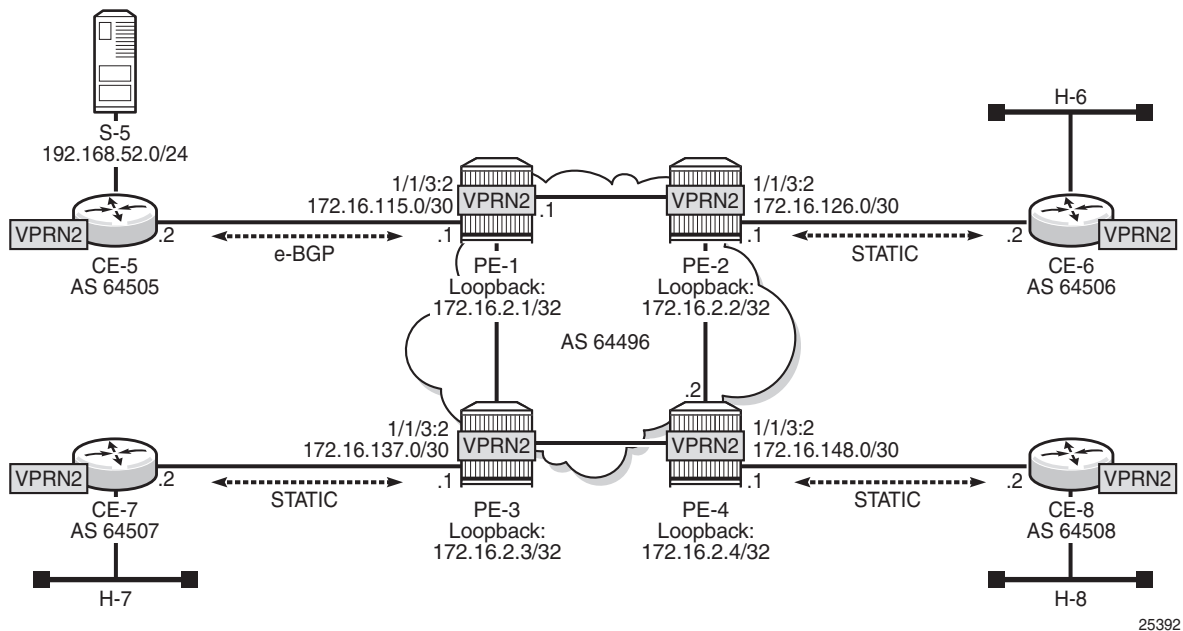 S-5
192.168.52.0/24
H-6
1/1/3:2
172.16.115.0/30
VPRN2
.1
VPRN2
1/1/3:2
172.16.126.0/30
VPRN2
.2
e-BGP
.1
.1
STATIC
.2
VPRN2
CE-5
AS 64505
PE-1
Loopback:
172.16.2.1/32
PE-2
Loopback:
172.16.2.2/32
CE-6
AS 64506
AS 64496
.2
1/1/3:2
172.16.137.0/30
VPRN2
VPRN2
1/1/3:2
172.16.148.0/30
VPRN2
.2
STATIC
.1
.1
STATIC
.2
VPRN2
CE-7
AS 64507
PE-3
Loopback:
172.16.2.3/32
PE-4
Loopback:
172.16.2.4/32
CE-8
AS 64508
H-7
H-8
25392